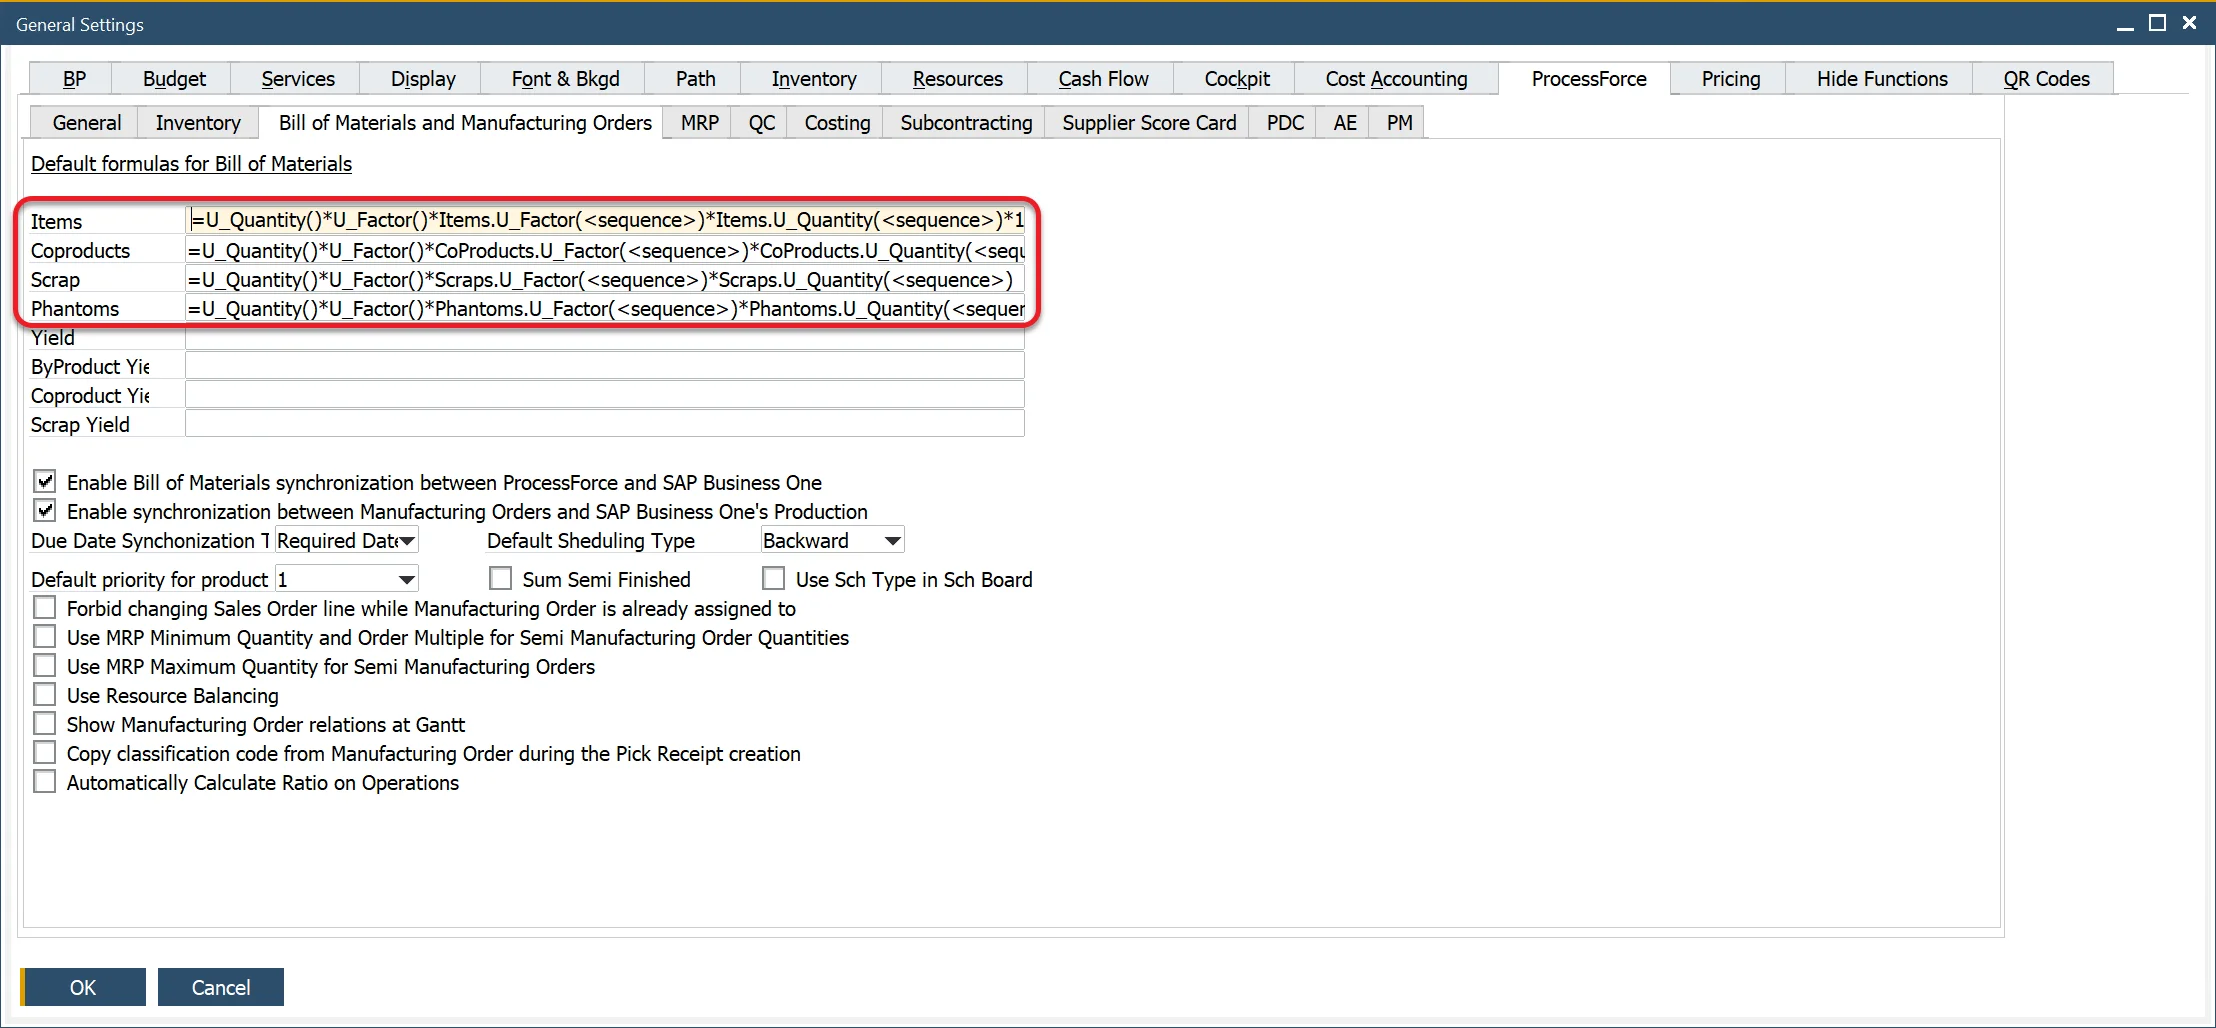 General Settings
BP Budget Services Display Font & Bkgd Path Inventory Resources Cash Flow Cockpit Cost Accounting ProcessForce Pricing Hide Functions QR Codes
General Inventory Bill of Materials and Manufacturing Orders MRP QC Costing Subcontracting Supplier Score Card PDC AE PM
Default formulas for Bill of Materials
Items =U_Quantity()*U_Factor()*Items.U_Factor(<sequence>)*Items.U_Quantity(<sequence>)*1
Coproducts =U_Quantity()*U_Factor()*CoProducts.U_Factor(<sequence>)*CoProducts.U_Quantity(<sequ
Scrap =U_Quantity()*U_Factor()*Scraps.U_Factor(<sequence>)*Scraps.U_Quantity(<sequence>)
Phantoms =U_Quantity()*U_Factor()*Phantoms.U_Factor(<sequence>)*Phantoms.U_Quantity(<sequen
Yield
ByProduct Yie
Coproduct Yie
Scrap Yield
Enable Bill of Materials synchronization between ProcessForce and SAP Business One
Enable synchronization between Manufacturing Orders and SAP Business One's Production
Due Date Synchonization T Required Date Default Sheduling Type Backward
Default priority for product 1 Sum Semi Finished Use Sch Type in Sch Board
Forbid changing Sales Order line while Manufacturing Order is already assigned to
Use MRP Minimum Quantity and Order Multiple for Semi Manufacturing Order Quantities
Use MRP Maximum Quantity for Semi Manufacturing Orders
Use Resource Balancing
Show Manufacturing Order relations at Gantt
Copy classification code from Manufacturing Order during the Pick Receipt creation
Automatically Calculate Ratio on Operations
OK Cancel